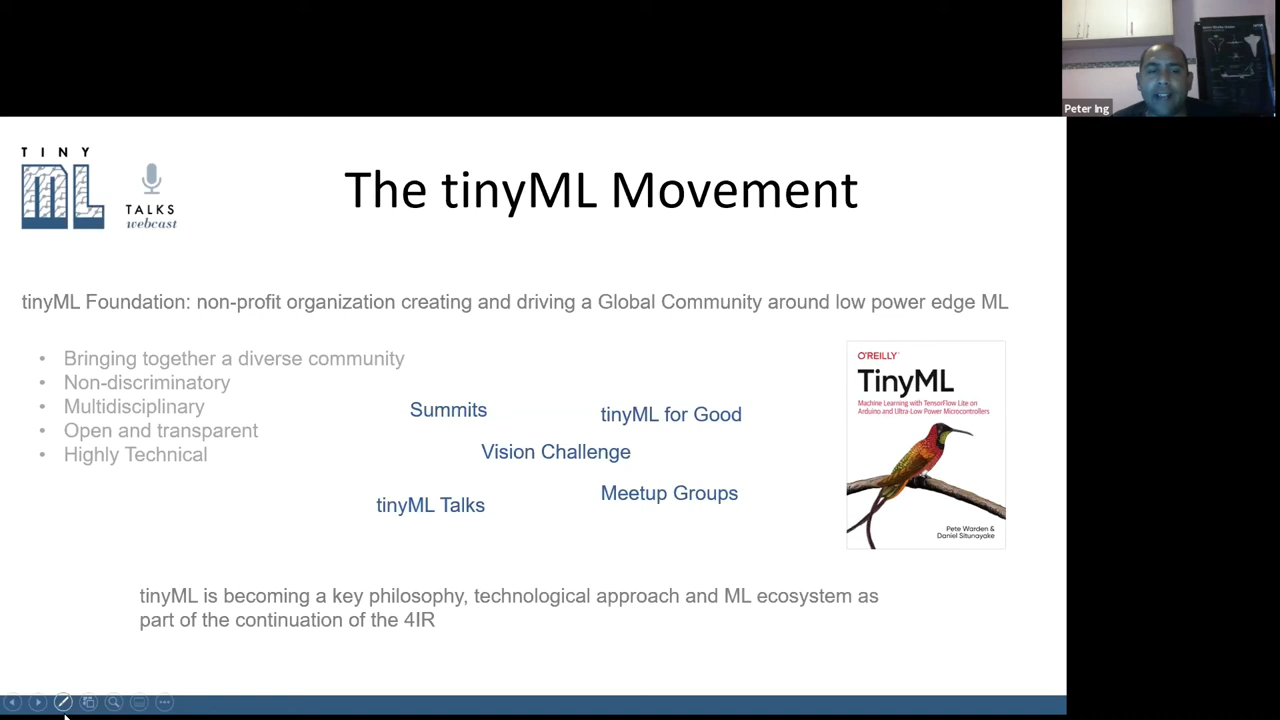 Peter Ing
TINY
ML
TALKS
webcast
The tinyML Movement
tinyML Foundation: non-profit organization creating and driving a Global Community around low power edge ML
• Bringing together a diverse community
• Non-discriminatory
• Multidisciplinary
• Open and transparent
• Highly Technical
Summits
tinyML for Good
Vision Challenge
tinyML Talks
Meetup Groups
O'REILLY
TinyML
Machine Learning with TensorFlow Lite on
Arduino and Ultra-Low Power Microcontrollers
Pete Warden &
Daniel Situnayake
tinyML is becoming a key philosophy, technological approach and ML ecosystem as
part of the continuation of the 4IR